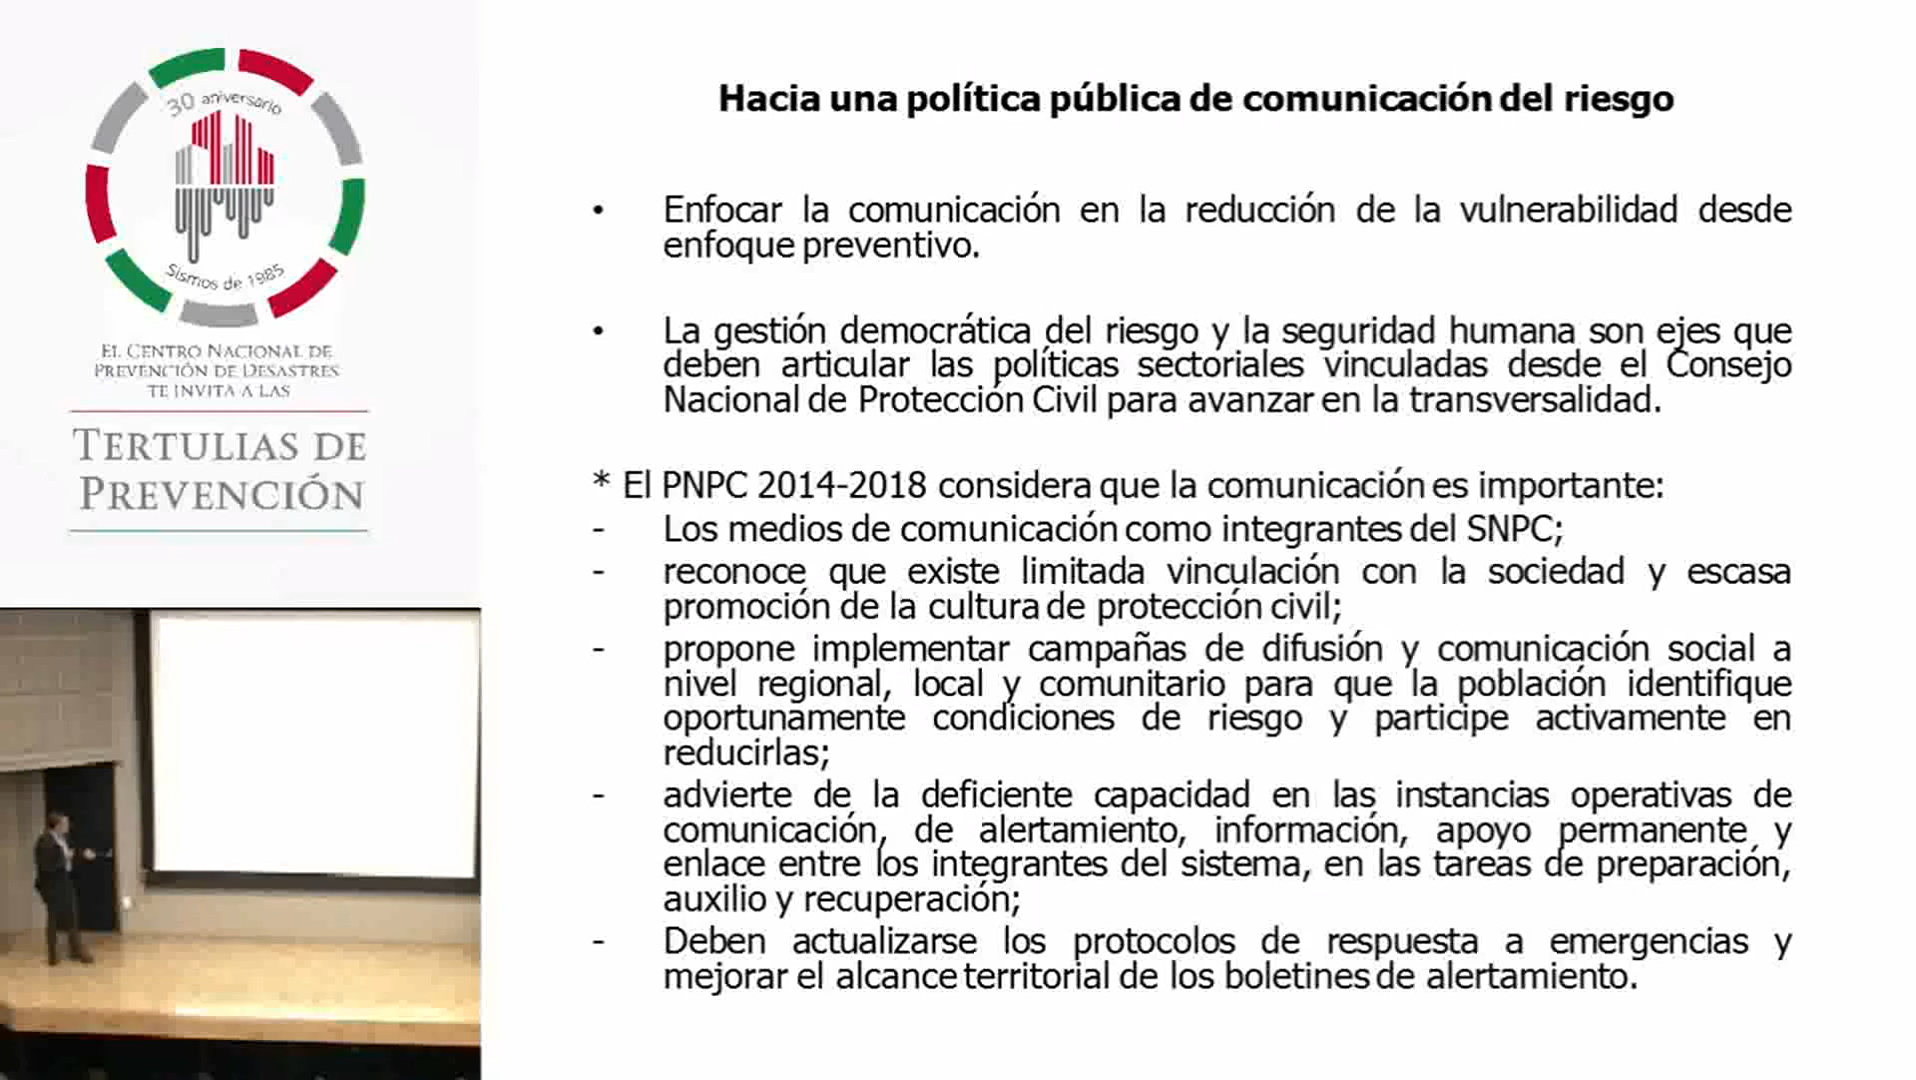 30 aniversario
Sismos de 1985
El Centro Nacional de
Prevención de Desastres
te invita a las
Tertulias de
Prevención
Hacia una política pública de comunicación del riesgo
• Enfocar la comunicación en la reducción de la vulnerabilidad desde
enfoque preventivo.
• La gestión democrática del riesgo y la seguridad humana son ejes que
deben articular las políticas sectoriales vinculadas desde el Consejo
Nacional de Protección Civil para avanzar en la transversalidad.
* El PNPC 2014-2018 considera que la comunicación es importante:
- Los medios de comunicación como integrantes del SNPC;
- reconoce que existe limitada vinculación con la sociedad y escasa
promoción de la cultura de protección civil;
- propone implementar campañas de difusión y comunicación social a
nivel regional, local y comunitario para que la población identifique
oportunamente condiciones de riesgo y participe activamente en
reducirlas;
- advierte de la deficiente capacidad en las instancias operativas de
comunicación, de alertamiento, información, apoyo permanente y
enlace entre los integrantes del sistema, en las tareas de preparación,
auxilio y recuperación;
- Deben actualizarse los protocolos de respuesta a emergencias y
mejorar el alcance territorial de los boletines de alertamiento.